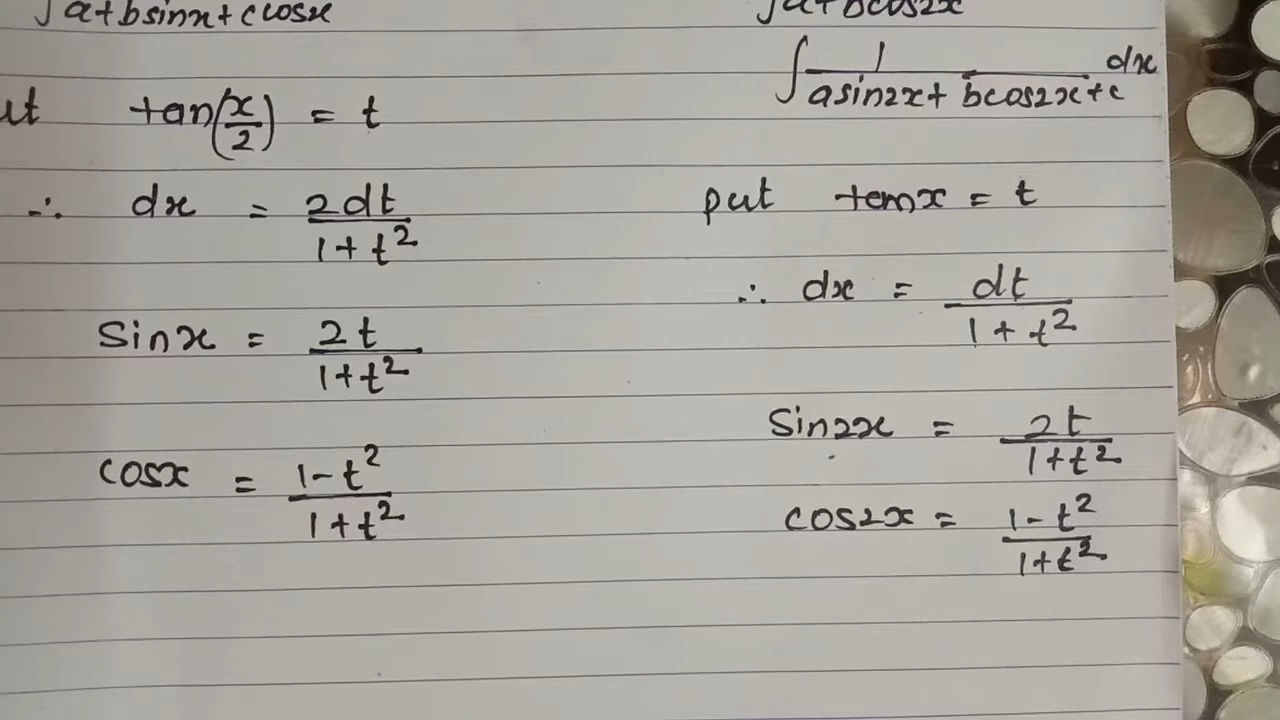 ∫ a+bsinx+c cosx
put tan(x/2) = t
∴ dx = 2dt/(1+t²)
sinx = 2t/(1+t²)
cosx = (1-t²)/(1+t²)
∫ a+bcos2x
∫ 1/(asin2x+ bcos2x+c) dx
put tanx = t
∴ dx = dt/(1+t²)
Sin2x = 2t/(1+t²)
cos2x = (1-t²)/(1+t²)